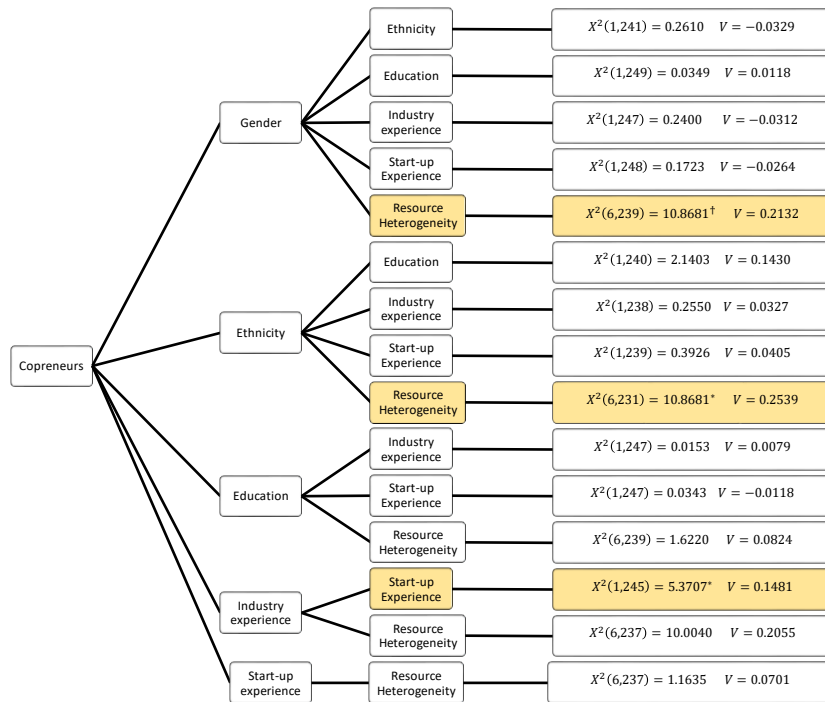 Copreneurs
Gender
Ethnicity
X²(1,241) = 0.2610 V = −0.0329
Education
X²(1,249) = 0.0349 V = 0.0118
Industry
experience
X²(1,247) = 0.2400 V = −0.0312
Start-up
Experience
X²(1,248) = 0.1723 V = −0.0264
Resource
Heterogeneity
X²(6,239) = 10.8681† V = 0.2132
Ethnicity
Education
X²(1,240) = 2.1403 V = 0.1430
Industry
experience
X²(1,238) = 0.2550 V = 0.0327
Start-up
Experience
X²(1,239) = 0.3926 V = 0.0405
Resource
Heterogeneity
X²(6,231) = 10.8681* V = 0.2539
Education
Industry
experience
X²(1,247) = 0.0153 V = 0.0079
Start-up
Experience
X²(1,247) = 0.0343 V = −0.0118
Resource
Heterogeneity
X²(6,239) = 1.6220 V = 0.0824
Industry
experience
Start-up
Experience
X²(1,245) = 5.3707* V = 0.1481
Resource
Heterogeneity
X²(6,237) = 10.0040 V = 0.2055
Start-up
experience
Resource
Heterogeneity
X²(6,237) = 1.1635 V = 0.0701